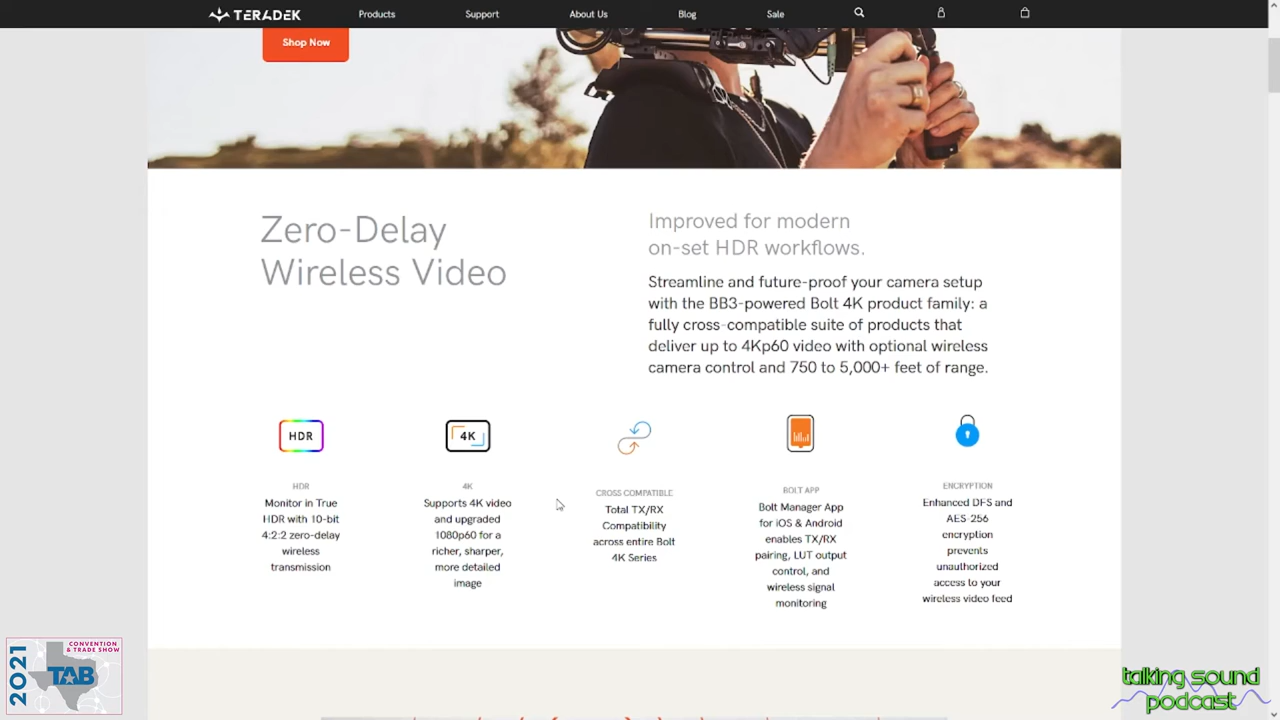 TERADEK
Products
Support
About Us
Blog
Sale
Shop Now
Zero-Delay
Wireless Video
Improved for modern
on-set HDR workflows.
Streamline and future-proof your camera setup
with the BB3-powered Bolt 4K product family: a
fully cross-compatible suite of products that
deliver up to 4Kp60 video with optional wireless
camera control and 750 to 5,000+ feet of range.
HDR
HDR
Monitor in True
HDR with 10-bit
4:2:2 zero-delay
wireless
transmission
4K
4K
Supports 4K video
and upgraded
1080p60 for a
richer, sharper,
more detailed
image
CROSS COMPATIBLE
Total TX/RX
Compatibility
across entire Bolt
4K Series
BOLT APP
Bolt Manager App
for iOS & Android
enables TX/RX
pairing, LUT output
control, and
wireless signal
monitoring
ENCRYPTION
Enhanced DFS and
AES-256
encryption
prevents
unauthorized
access to your
wireless video feed
2021
CONVENTION
& TRADE SHOW
TAB
talking sound
podcast